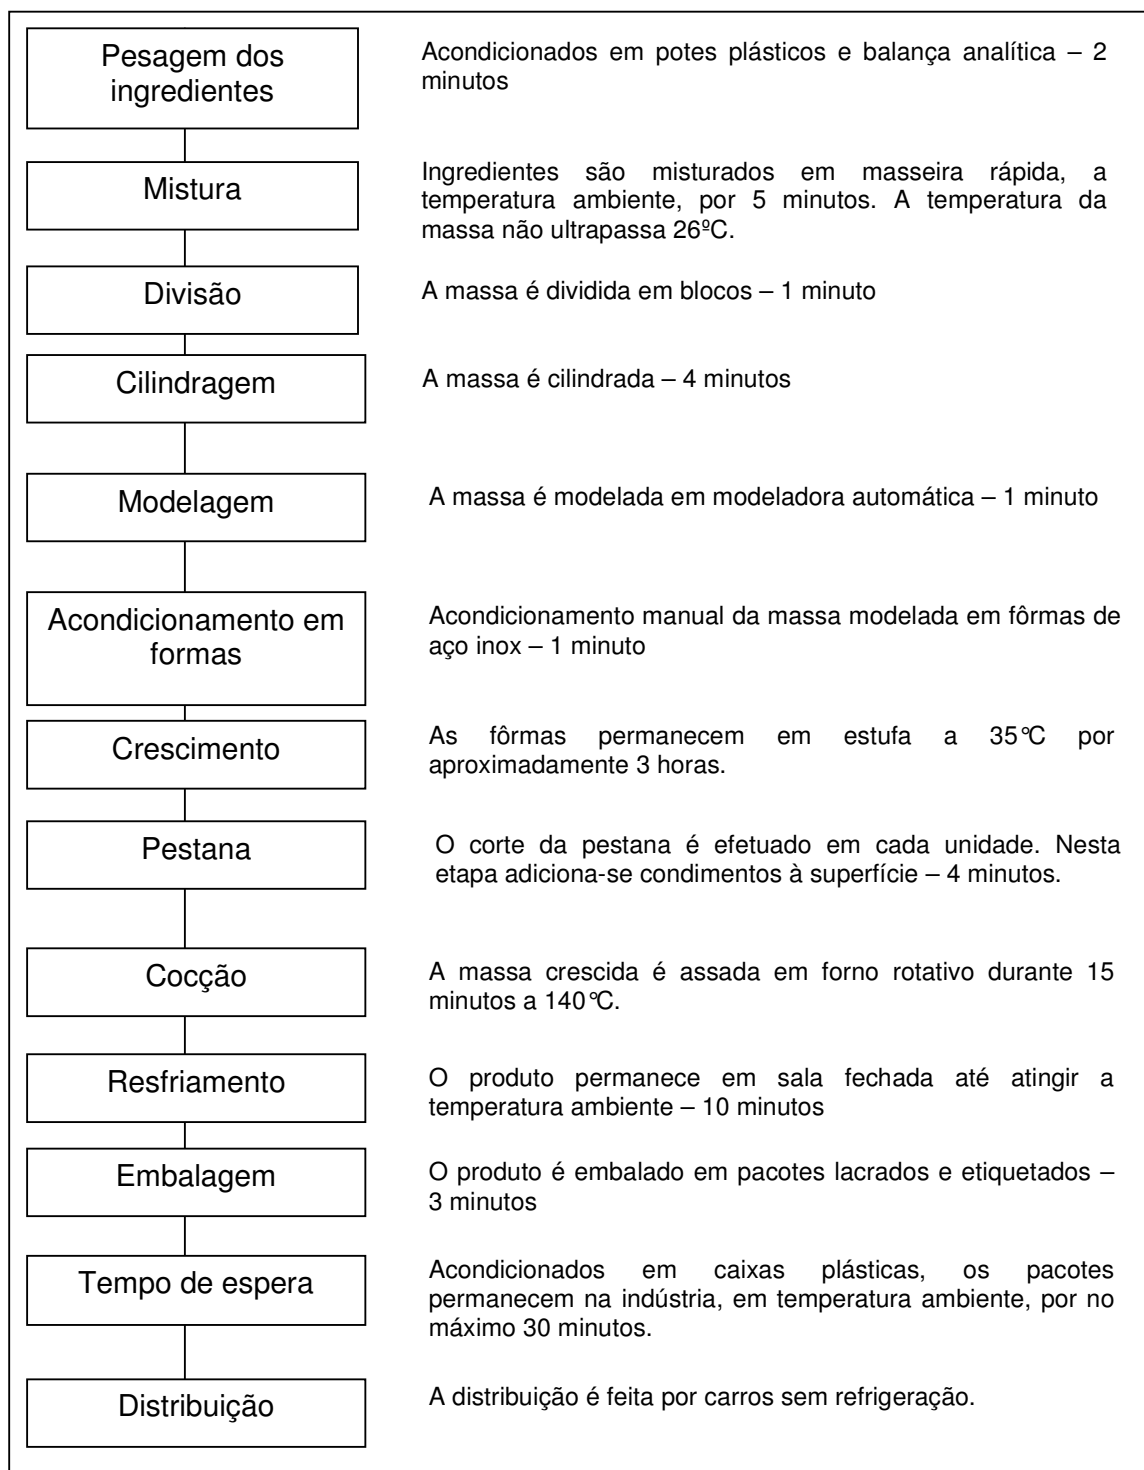 Pesagem dos
ingredientes
Acondicionados em potes plásticos e balança analítica – 2
minutos
Mistura
Ingredientes são misturados em masseira rápida, a
temperatura ambiente, por 5 minutos. A temperatura da
massa não ultrapassa 26ºC.
Divisão
A massa é dividida em blocos – 1 minuto
Cilindragem
A massa é cilindrada – 4 minutos
Modelagem
A massa é modelada em modeladora automática – 1 minuto
Acondicionamento em
formas
Acondicionamento manual da massa modelada em fôrmas de
aço inox – 1 minuto
Crescimento
As fôrmas permanecem em estufa a 35°C por
aproximadamente 3 horas.
Pestana
O corte da pestana é efetuado em cada unidade. Nesta
etapa adiciona-se condimentos à superfície – 4 minutos.
Cocção
A massa crescida é assada em forno rotativo durante 15
minutos a 140°C.
Resfriamento
O produto permanece em sala fechada até atingir a
temperatura ambiente – 10 minutos
Embalagem
O produto é embalado em pacotes lacrados e etiquetados –
3 minutos
Tempo de espera
Acondicionados em caixas plásticas, os pacotes
permanecem na indústria, em temperatura ambiente, por no
máximo 30 minutos.
Distribuição
A distribuição é feita por carros sem refrigeração.